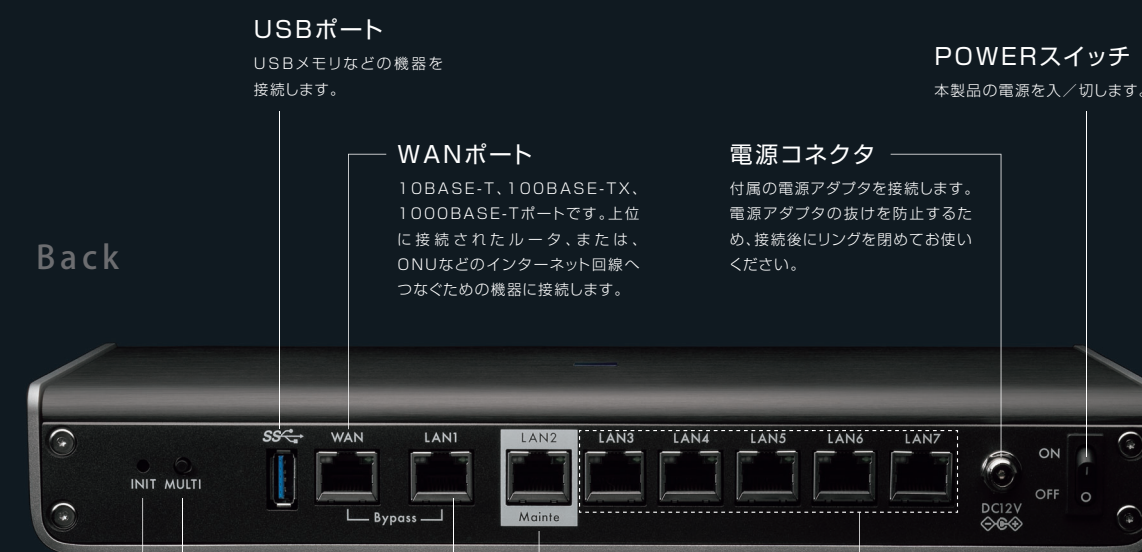 USBポート
USBメモリなどの機器を
接続します。
POWERスイッチ
本製品の電源を入／切します。
WANポート
10BASE-T、100BASE-TX、
1000BASE-Tポートです。上位
に接続されたルータ、または、
ONUなどのインターネット回線へ
つなぐための機器に接続します。
電源コネクタ
付属の電源アダプタを接続します。
電源アダプタの抜けを防止するた
め、接続後にリングを閉めてお使い
ください。
Back
INIT MULTI
WAN
LAN1
Bypass
LAN2
Mainte
LAN3
LAN4
LAN5
LAN6
LAN7
DC12V
ON
OFF